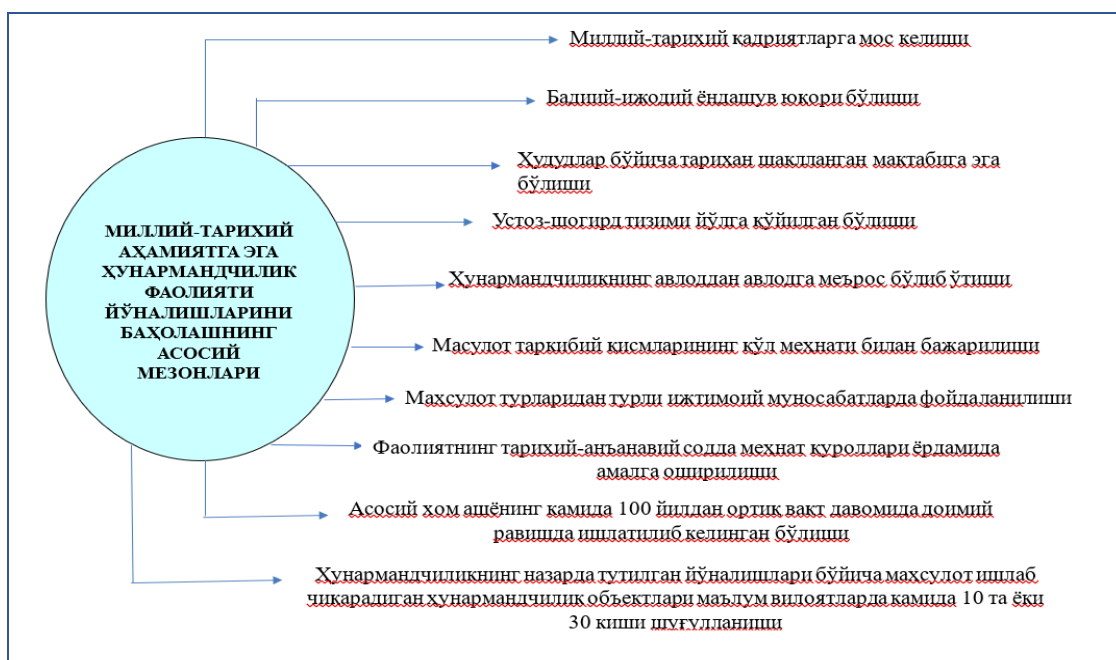 Миллий-тарихий қадриятларга мос келиши
Бадиий-ижодий ёндашув юқори бўлиши
Ҳудудлар бўйича тарихан шаклланган мактабига эга
бўлиши
Устоз-шогирд тизими йўлга қўйилган бўлиши
МИЛЛИЙ-ТАРИХИЙ
АҲАМИЯТГА ЭГА
ҲУНАРМАНДЧИЛИК
ФАОЛИЯТИ
ЙЎНАЛИШЛАРИНИ
БАҲОЛАШНИНГ
АСОСИЙ
МЕЗОНЛАРИ
Ҳунармандчиликнинг авлоддан авлодга меърос бўлиб ўтиши
Масулот таркибий қисмларининг қўл меҳнати билан бажарилиши
Махсулот турларидан турли ижтимоий муносабатларда фойдаланилиши
Фаолиятнинг тарихий-анъанавий содда меҳнат қуроллари ёрдамида
амалга оширилиши
Асосий хом ашёнинг камида 100 йилдан ортиқ вақт давомида доимий
равишда ишлатилиб келинган бўлиши
Ҳунармандчиликнинг назарда тутилган йўналишлари бўйича махсулот ишлаб
чиқарадиган ҳунармандчилик объектлари маълум вилоятларда камида 10 та ёки
30 киши шуғулланиши